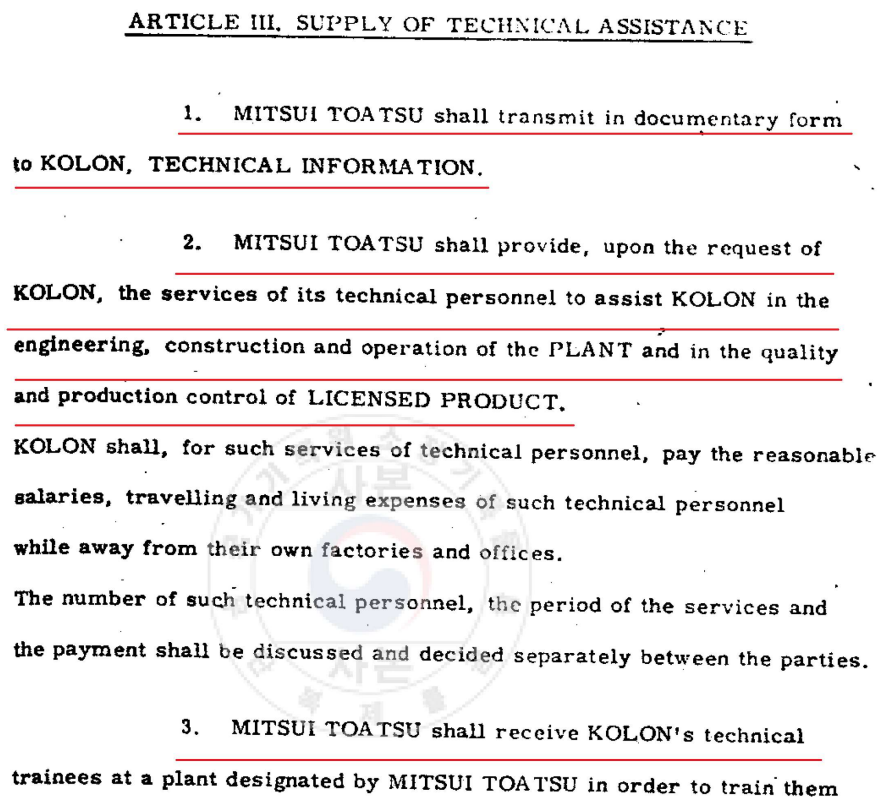 ARTICLE III. SUPPLY OF TECHNICAL ASSISTANCE
1. MITSUI TOATSU shall transmit in documentary form
to KOLON, TECHNICAL INFORMATION.
2. MITSUI TOATSU shall provide, upon the request of
KOLON, the services of its technical personnel to assist KOLON in the
engineering, construction and operation of the PLANT and in the quality
and production control of LICENSED PRODUCT.
KOLON shall, for such services of technical personnel, pay the reasonable
salaries, travelling and living expenses of such technical personnel
while away from their own factories and offices.
The number of such technical personnel, the period of the services and
the payment shall be discussed and decided separately between the parties.
3. MITSUI TOATSU shall receive KOLON's technical
trainees at a plant designated by MITSUI TOATSU in order to train them
사본
사본